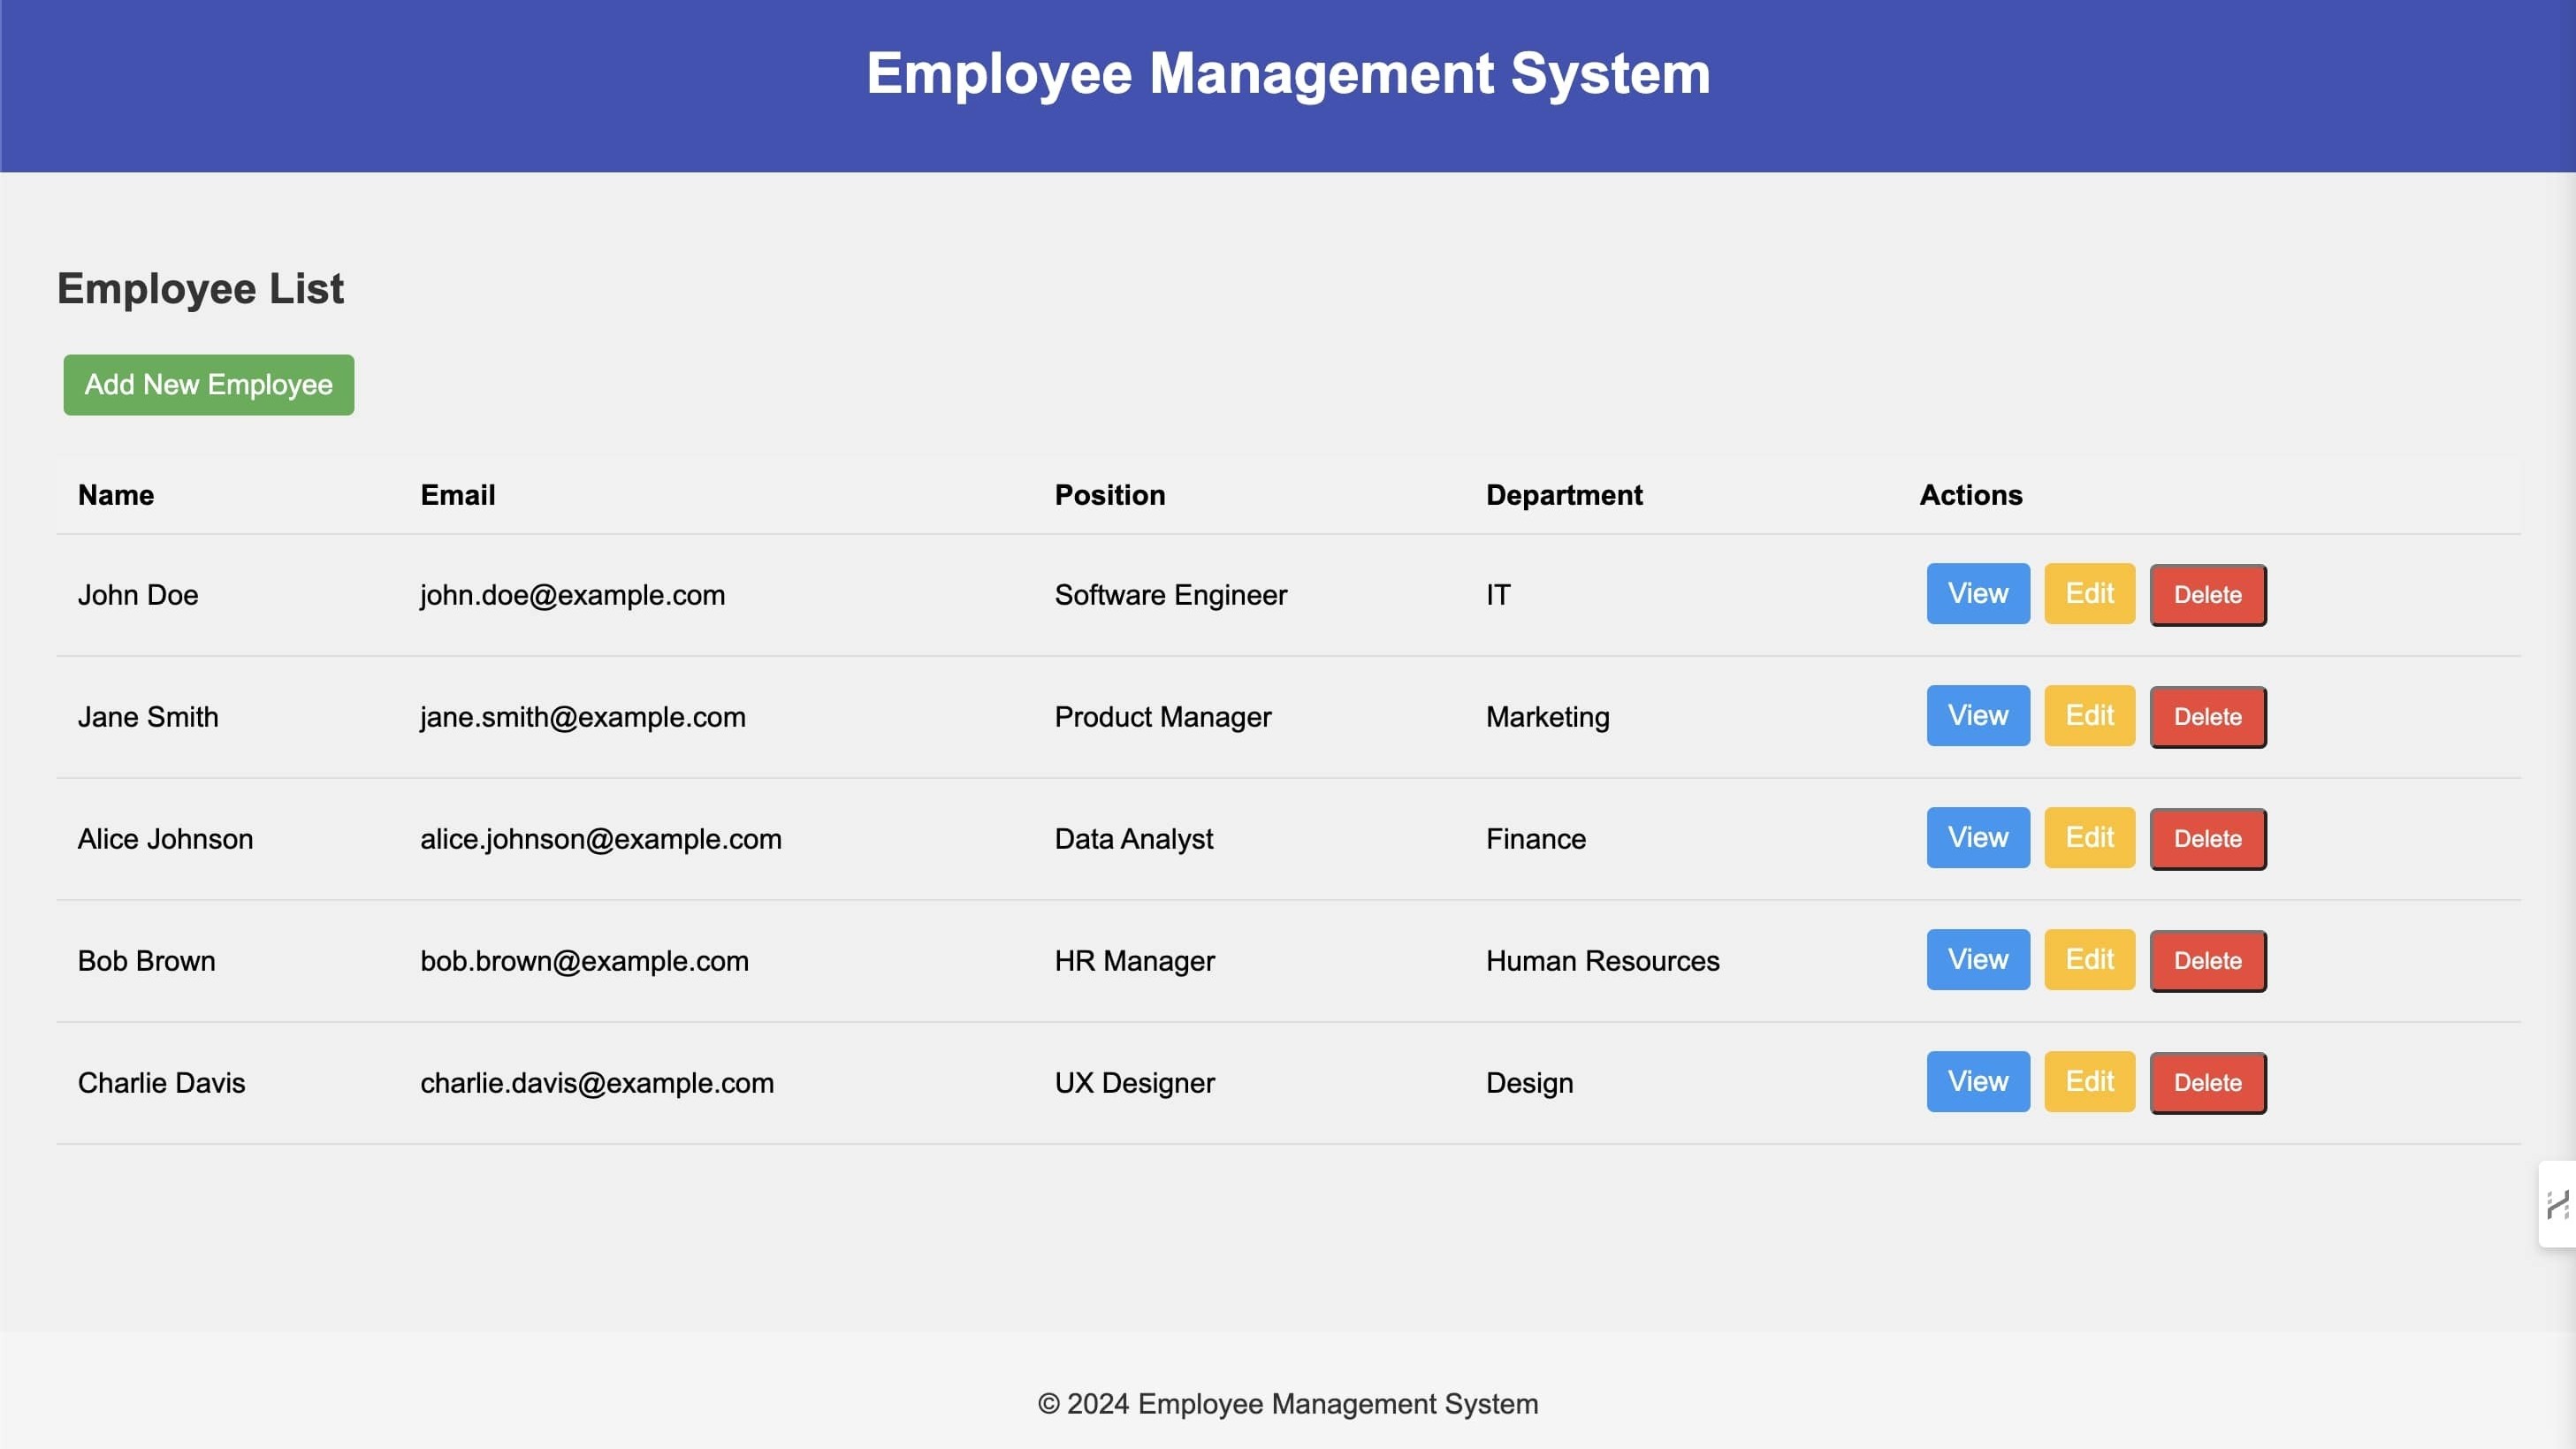 Employee Management System
Employee List
Add New Employee
Name Email Position Department Actions
John Doe john.doe@example.com Software Engineer IT View Edit Delete
Jane Smith jane.smith@example.com Product Manager Marketing View Edit Delete
Alice Johnson alice.johnson@example.com Data Analyst Finance View Edit Delete
Bob Brown bob.brown@example.com HR Manager Human Resources View Edit Delete
Charlie Davis charlie.davis@example.com UX Designer Design View Edit Delete
© 2024 Employee Management System